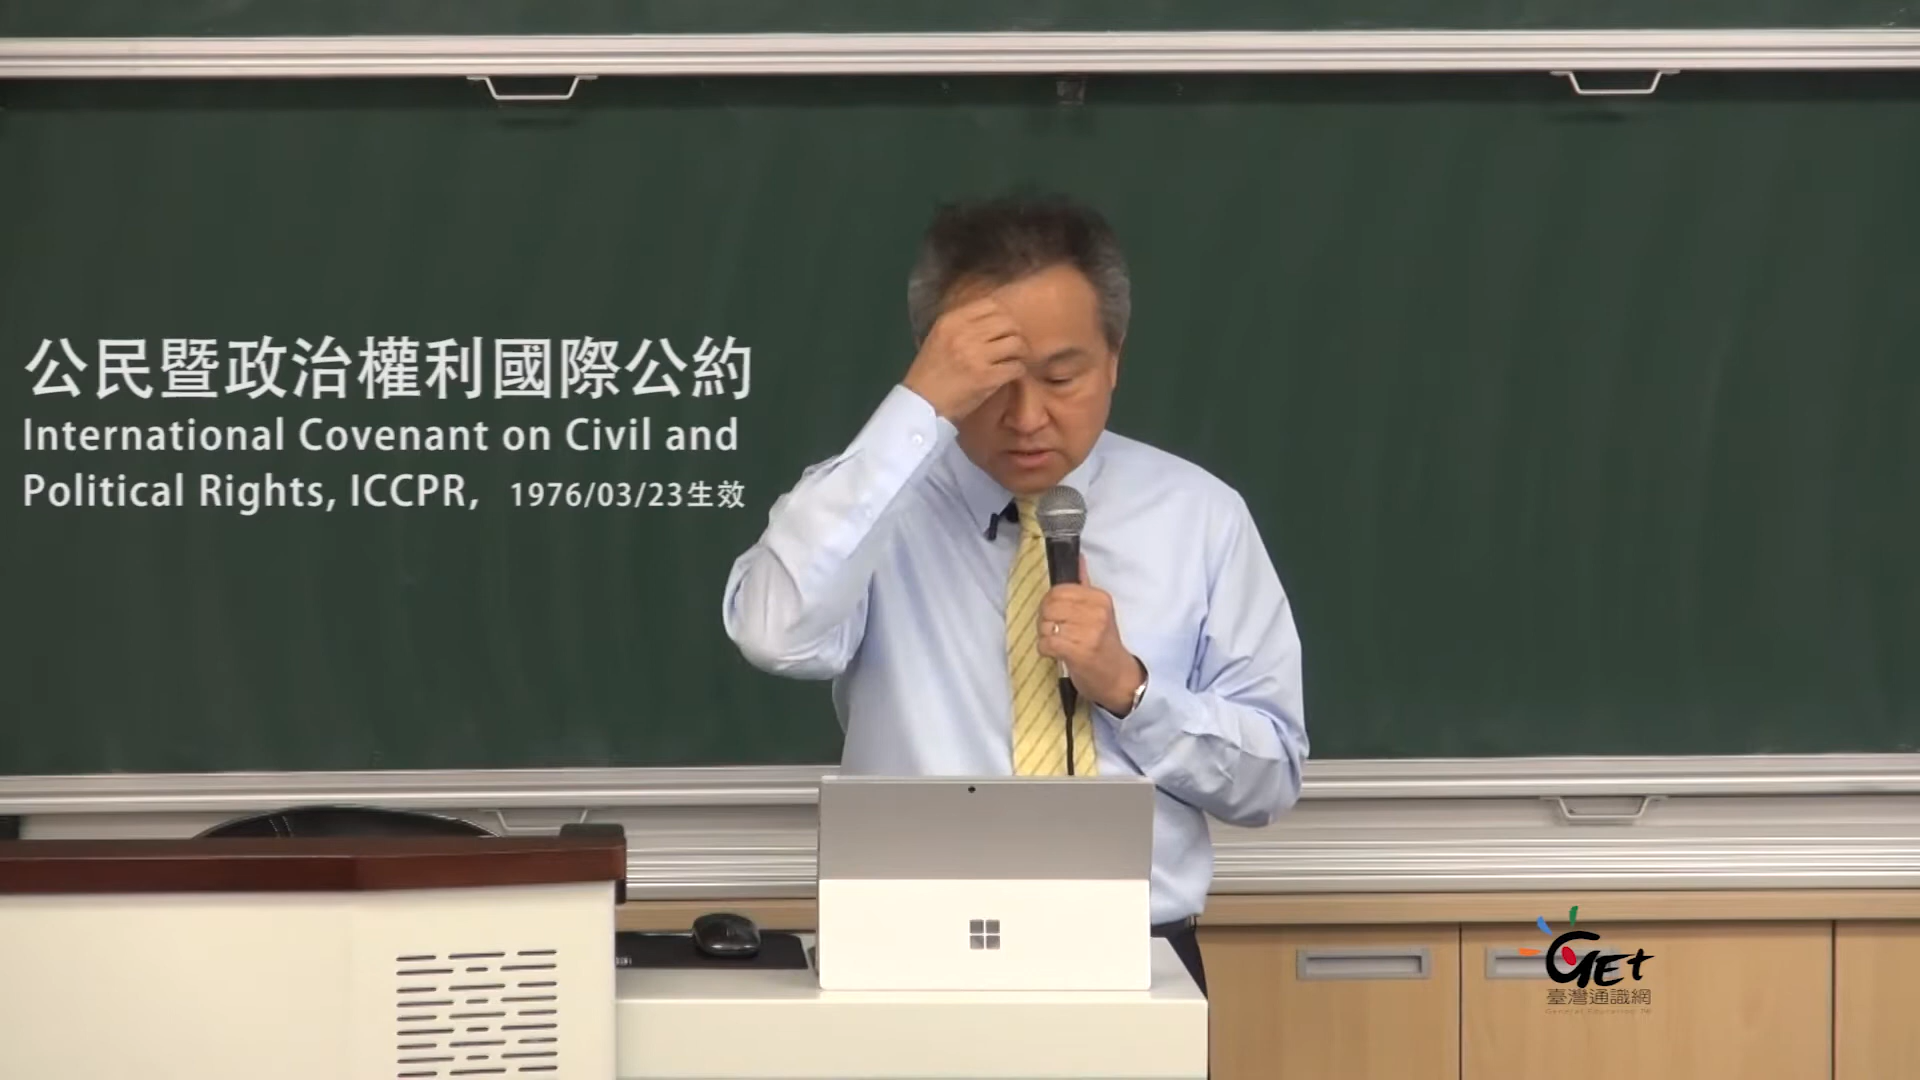 公民暨政治權利國際公約
International Covenant on Civil and
Political Rights, ICCPR, 1976/03/23生效
GEt
臺灣通識網